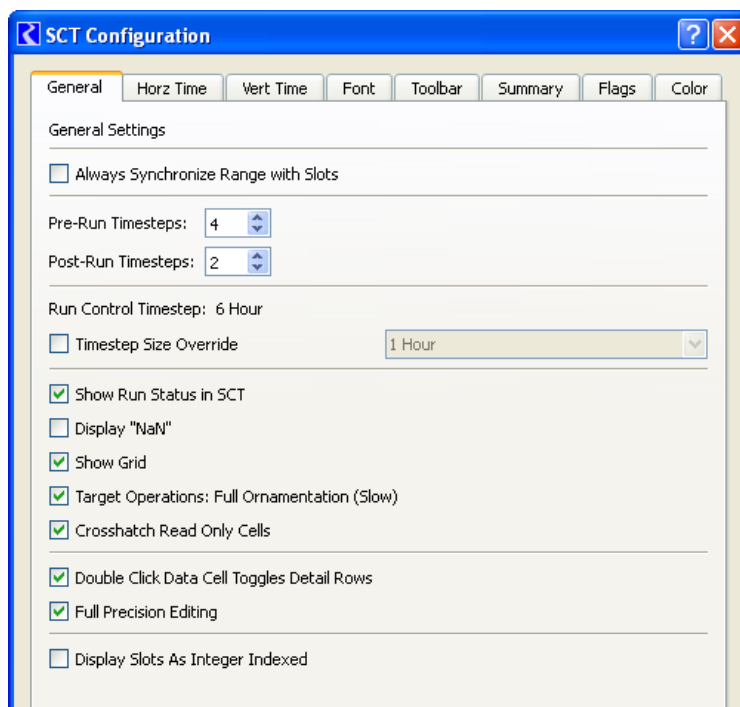 SCT Configuration
General Horz Time Vert Time Font Toolbar Summary Flags Color
General Settings
Always Synchronize Range with Slots
Pre-Run Timesteps: 4
Post-Run Timesteps: 2
Run Control Timestep: 6 Hour
Timestep Size Override 1 Hour
Show Run Status in SCT
Display "NaN"
Show Grid
Target Operations: Full Ornamentation (Slow)
Crosshatch Read Only Cells
Double Click Data Cell Toggles Detail Rows
Full Precision Editing
Display Slots As Integer Indexed